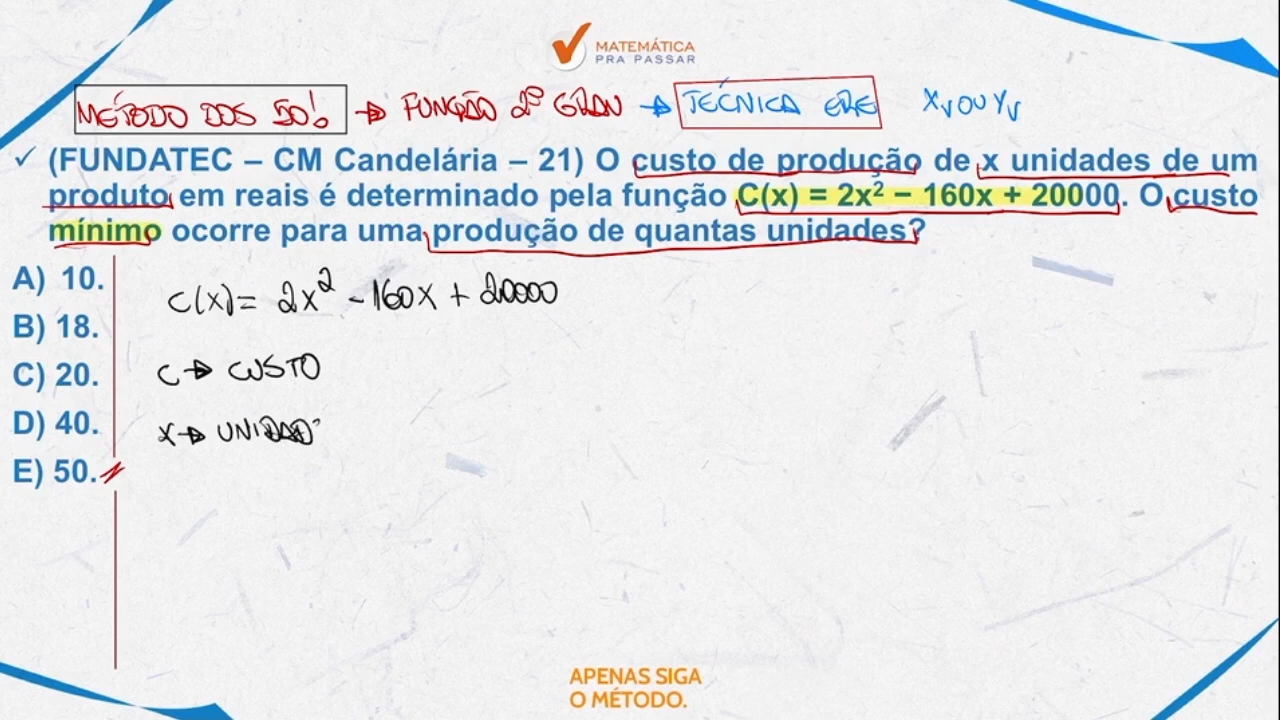 MATEMÁTICA
PRA PASSAR
MÉTODO DOS 50! → FUNÇÃO 2º GRAU → TÉCNICA ERE Xv OU Yv
✓ (FUNDATEC – CM Candelária – 21) O custo de produção de x unidades de um
produto em reais é determinado pela função C(x) = 2x² − 160x + 20000. O custo
mínimo ocorre para uma produção de quantas unidades?
A) 10.
C(x) = 2x² - 160x + 20000
B) 18.
C) 20.
C → CUSTO
D) 40.
X → UNIDAD
E) 50.
APENAS SIGA
O MÉTODO.